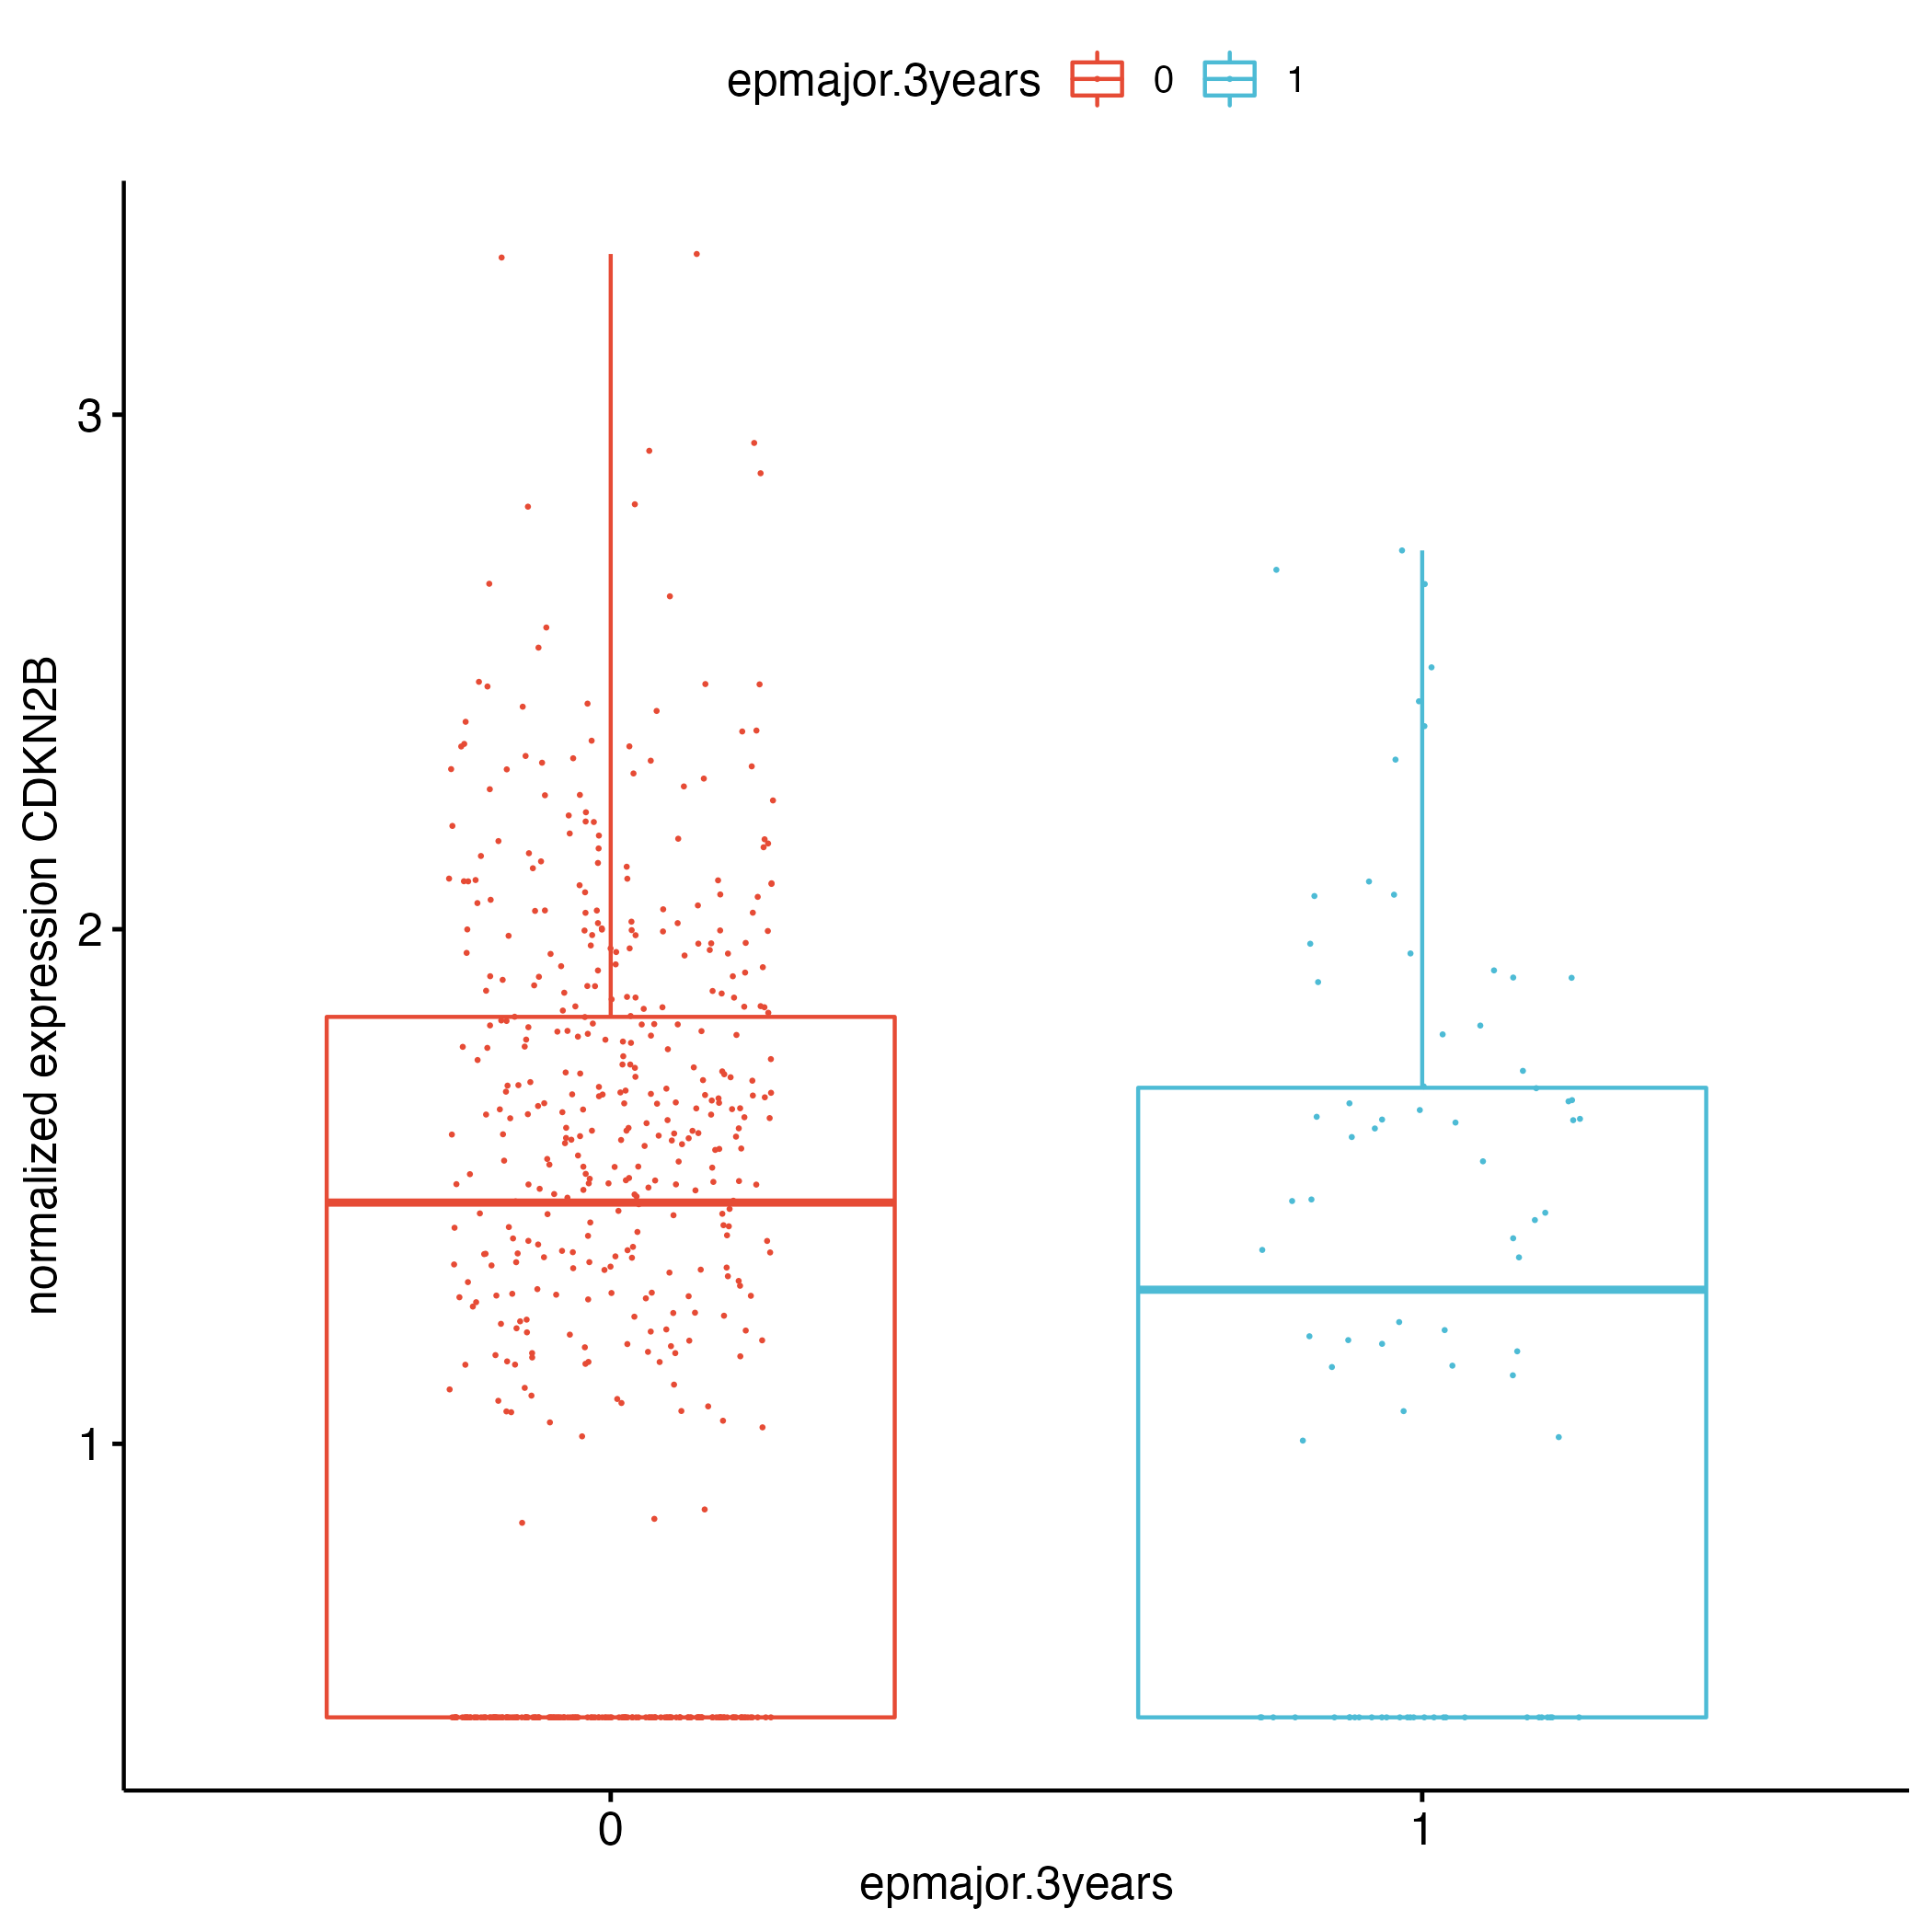 epmajor.3years 0 1
normalized expression CDKN2B
3
2
1
0 1
epmajor.3years